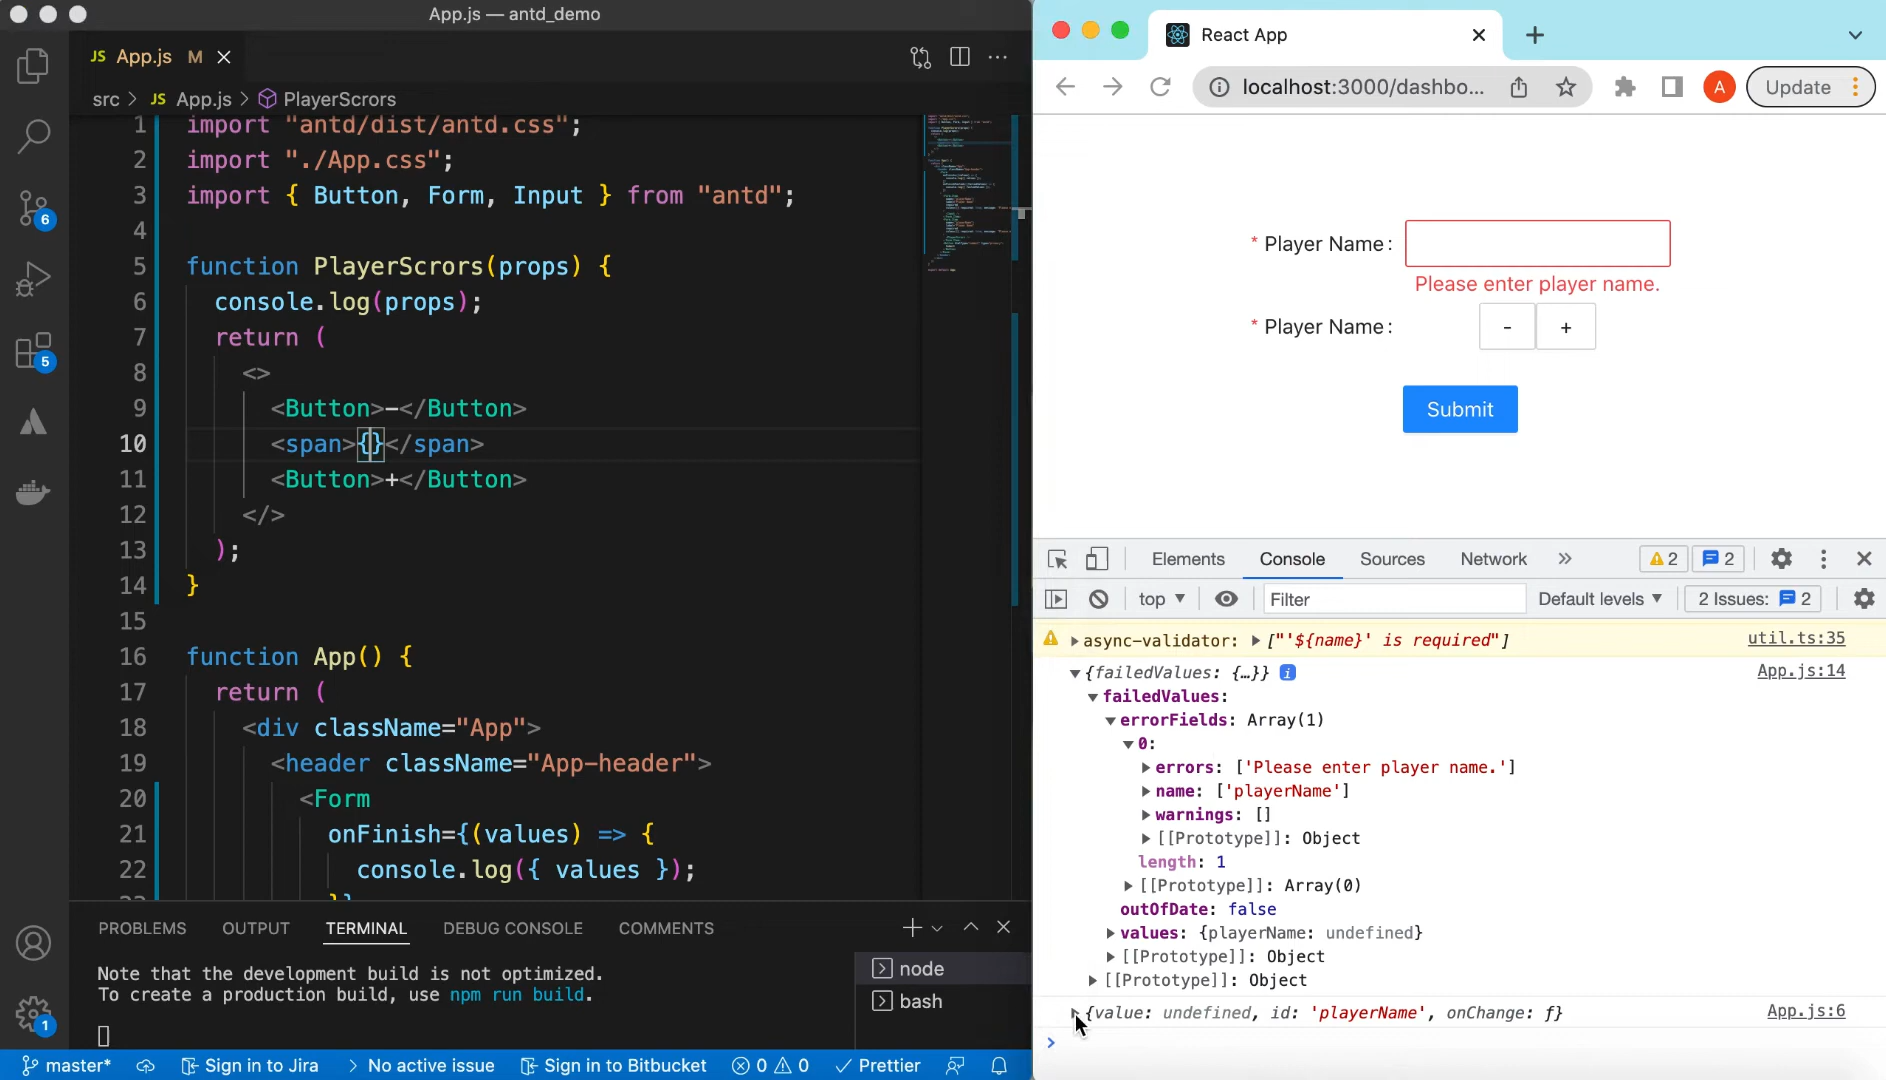 App.js — antd_demo
JS App.js M
src > JS App.js > PlayerScrors
1 import "antd/dist/antd.css";
2 import "./App.css";
3 import { Button, Form, Input } from "antd";
4
5 function PlayerScrors(props) {
6 console.log(props);
7 return (
8 <>
9 <Button>-</Button>
10 <span>{}</span>
11 <Button>+</Button>
12 </>
13 );
14 }
15
16 function App() {
17 return (
18 <div className="App">
19 <header className="App-header">
20 <Form
21 onFinish={(values) => {
22 console.log({ values });
23 }}
6
5
1
PROBLEMS OUTPUT TERMINAL DEBUG CONSOLE COMMENTS
Note that the development build is not optimized.
To create a production build, use npm run build.
node
bash
master* Sign in to Jira No active issue Sign in to Bitbucket 0 0 Prettier
React App
localhost:3000/dashbo... A Update
* Player Name:
Please enter player name.
* Player Name: - +
Submit
Elements Console Sources Network » 2 2
top Filter Default levels 2 Issues: 2
async-validator: ["'${name}' is required"] util.ts:35
{failedValues: {…}} i App.js:14
failedValues:
errorFields: Array(1)
0:
errors: ['Please enter player name.']
name: ['playerName']
warnings: []
[[Prototype]]: Object
length: 1
[[Prototype]]: Array(0)
outOfDate: false
values: {playerName: undefined}
[[Prototype]]: Object
[[Prototype]]: Object
{value: undefined, id: 'playerName', onChange: ƒ} App.js:6